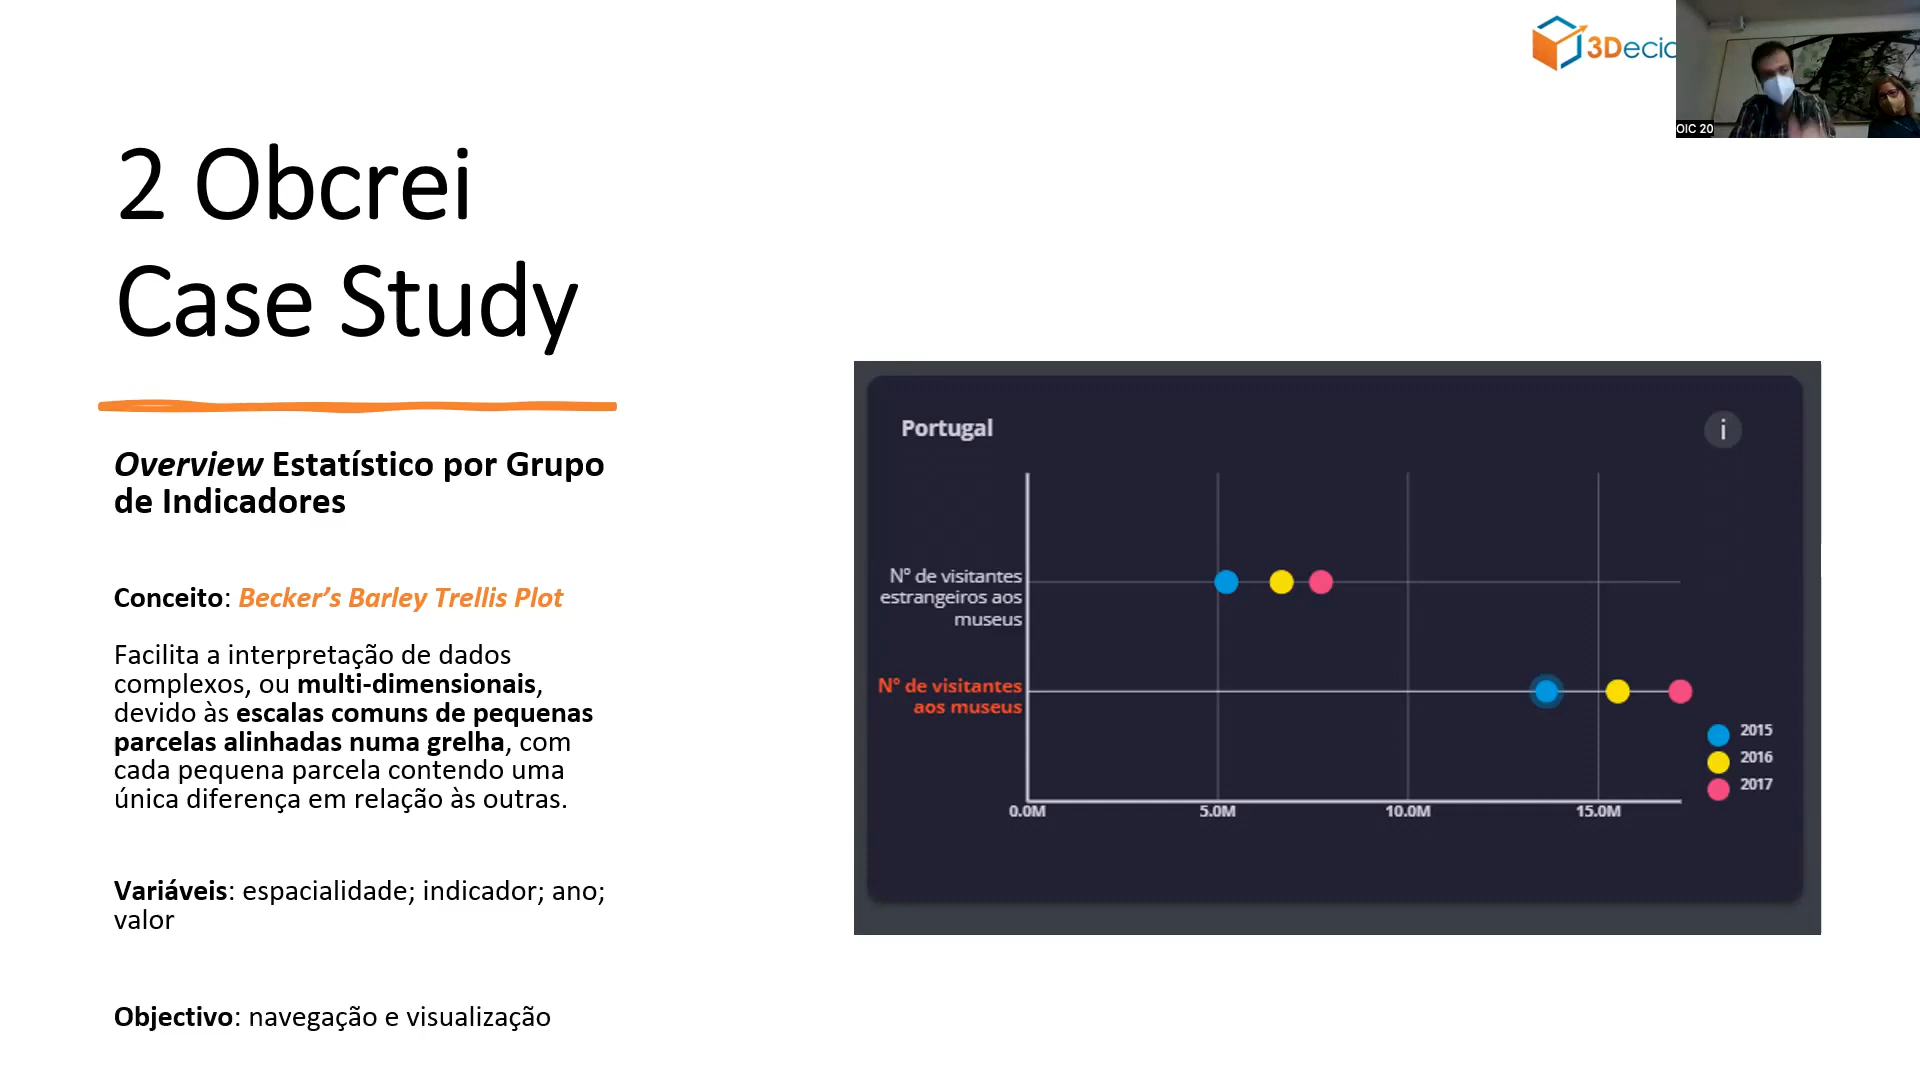 3Decid
OIC 20
2 Obcrei
Case Study
Overview Estatístico por Grupo
de Indicadores
Conceito: Becker’s Barley Trellis Plot
Facilita a interpretação de dados
complexos, ou multi-dimensionais,
devido às escalas comuns de pequenas
parcelas alinhadas numa grelha, com
cada pequena parcela contendo uma
única diferença em relação às outras.
Variáveis: espacialidade; indicador; ano;
valor
Objectivo: navegação e visualização
Portugal
i
Nº de visitantes
estrangeiros aos
museus
Nº de visitantes
aos museus
2015
2016
2017
0.0M
5.0M
10.0M
15.0M